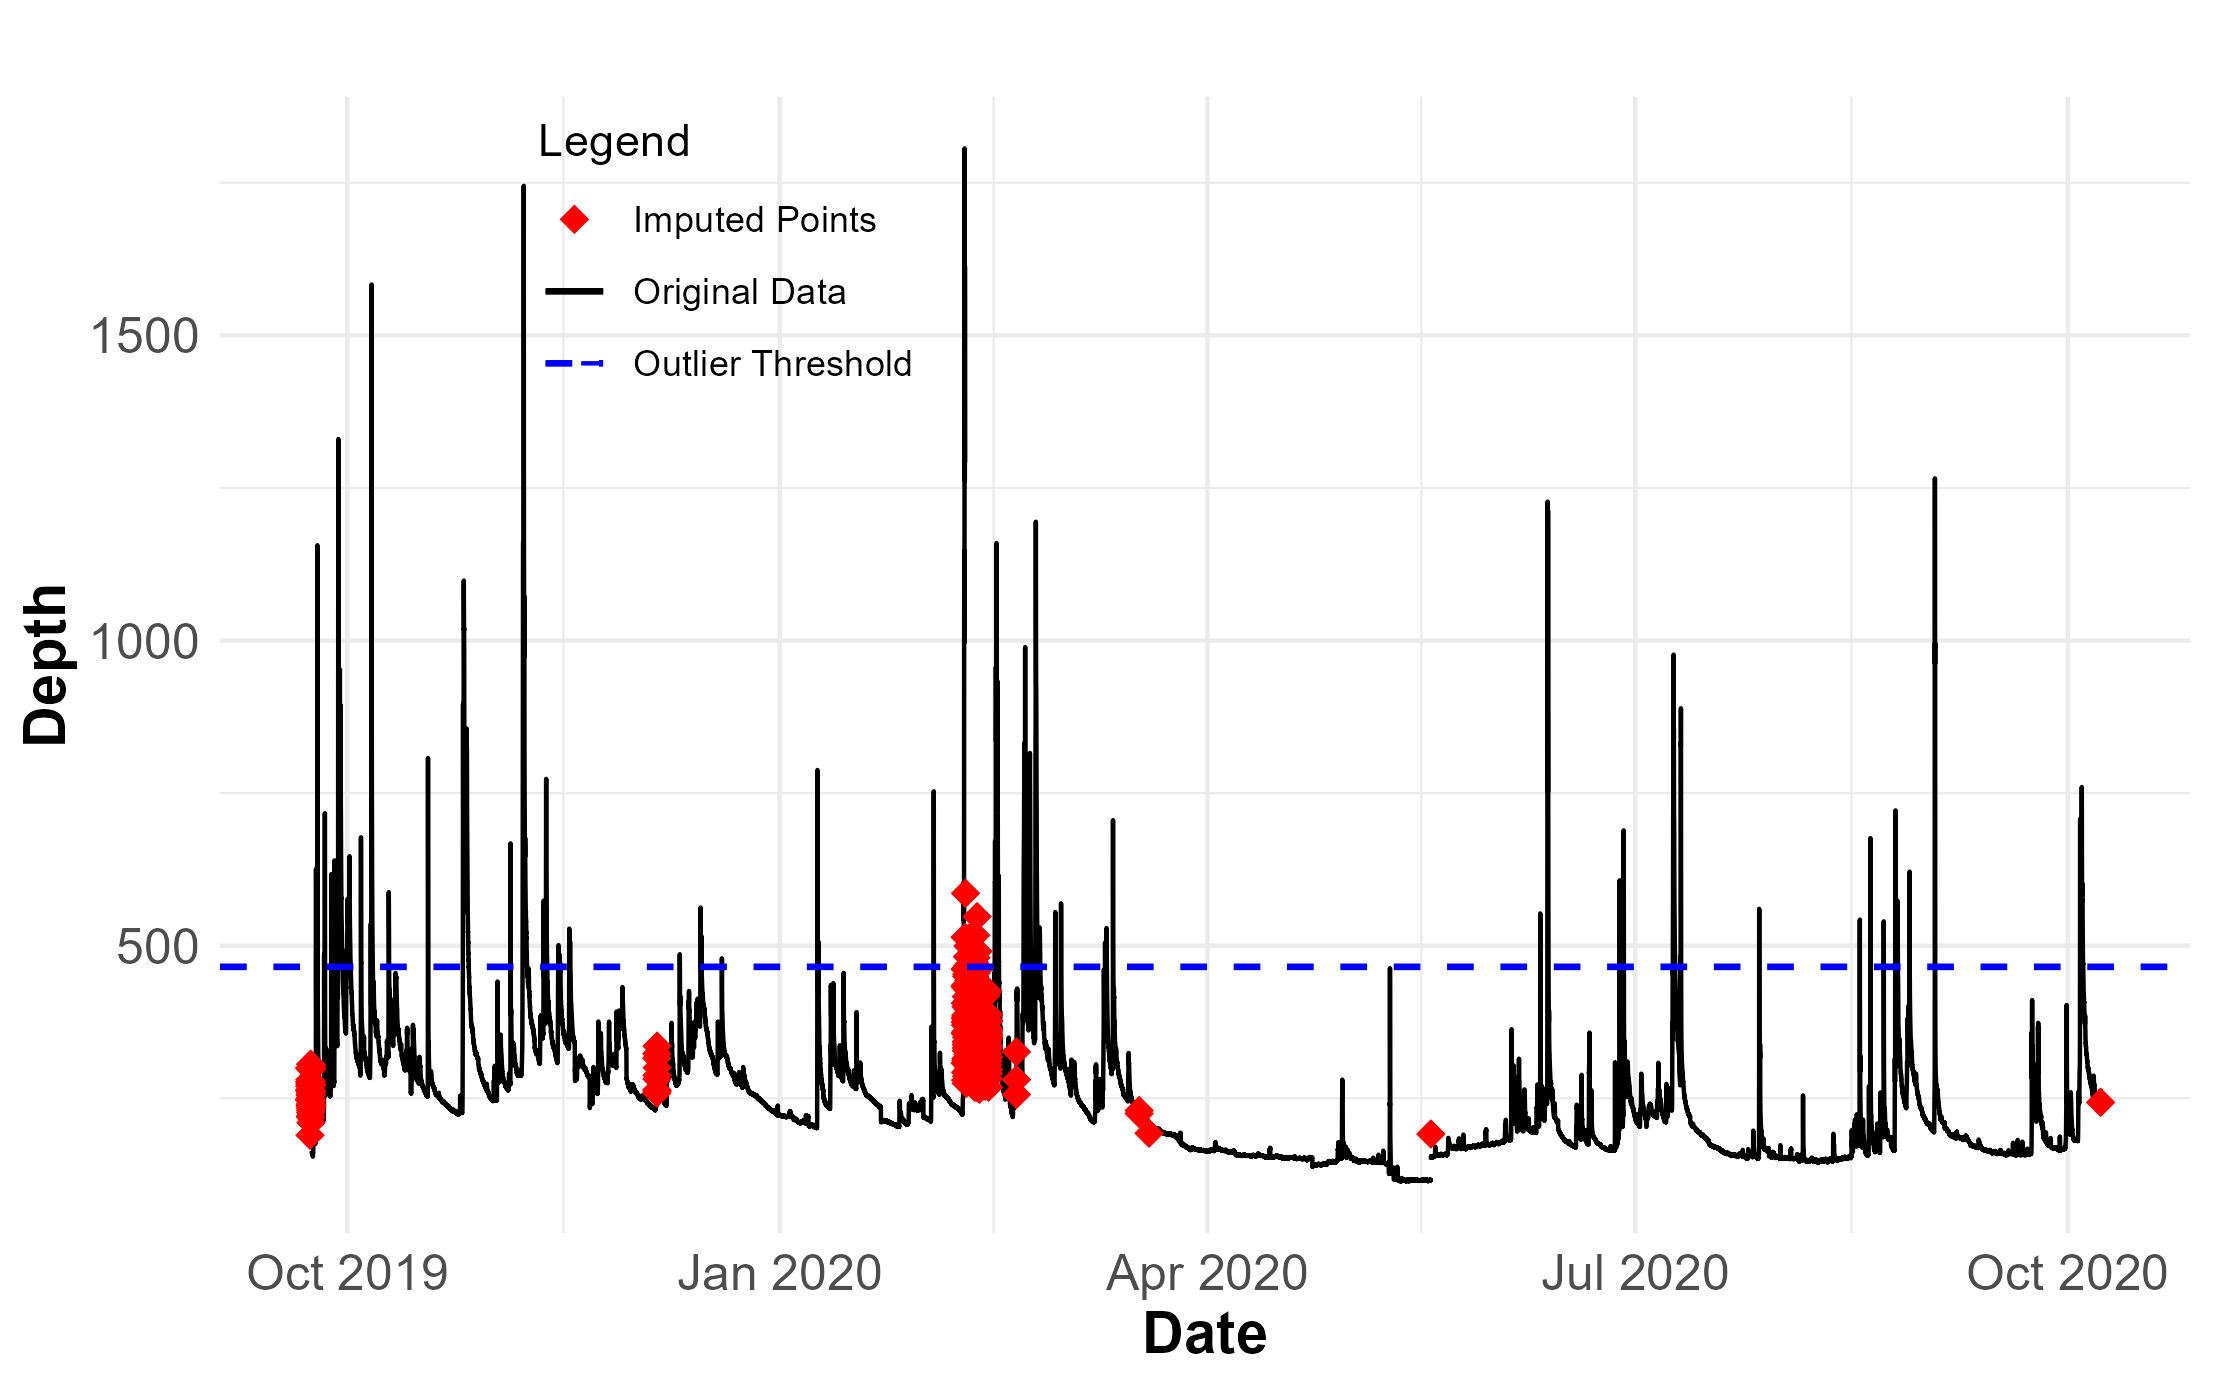 Legend
Imputed Points
Original Data
Outlier Threshold
1500
1000
500
Depth
Oct 2019
Jan 2020
Apr 2020
Jul 2020
Oct 2020
Date